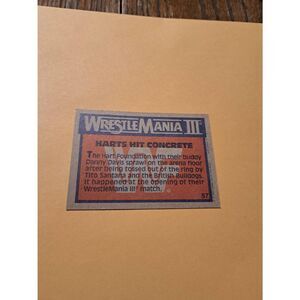 WRESTLEMANIA III
HARTS HIT CONCRETE
The Hart Foundation with their buddy
Danny Davis sprawl on the arena floor
after being tossed out of the ring by
Tito Santana and the British Bulldogs.
It happened at the opening of their
WrestleMania III match.
57